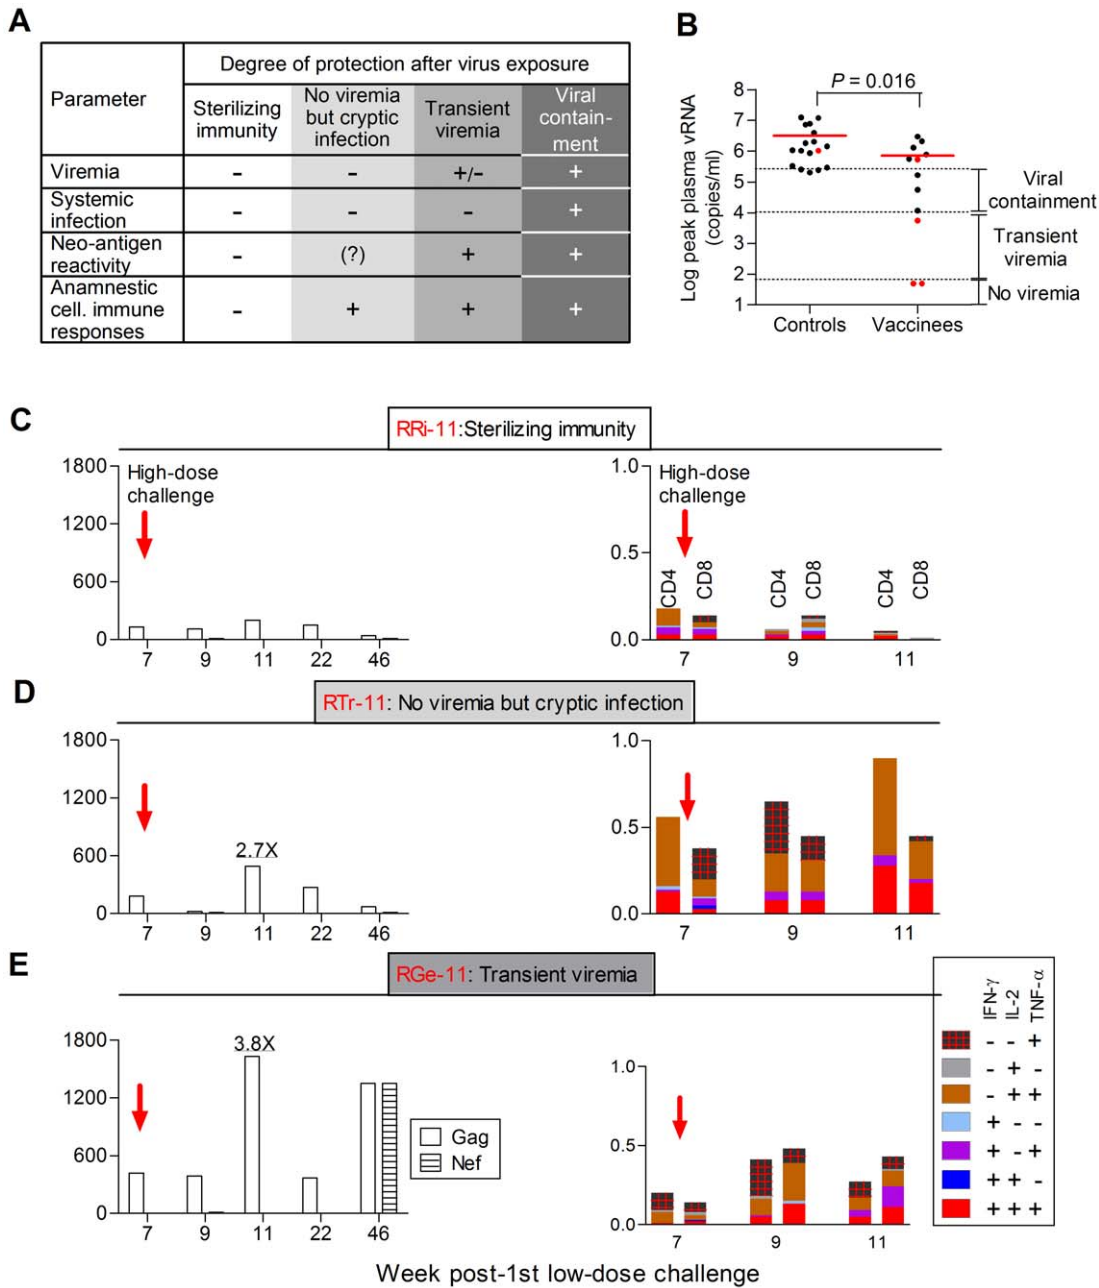 A
Parameter
Degree of protection after virus exposure
Sterilizing
immunity
No viremia
but cryptic
infection
Transient
viremia
Viral
contain-
ment
Viremia - - +/- +
Systemic
infection
- - - +
Neo-antigen
reactivity
- (?) + +
Anamnestic
cell. immune
responses
- + + +
B
P = 0.016
Log peak plasma vRNA
(copies/ml)
8
7
6
5
4
3
2
1
Controls Vaccinees
Viral
containment
Transient
viremia
No viremia
C
RRi-11:Sterilizing immunity
1800
1200
600
0
High-dose
challenge
7 9 11 22 46
1.0
0.5
0.0
High-dose
challenge
CD4 CD8 CD4 CD8 CD4 CD8
7 9 11
D
RTr-11: No viremia but cryptic infection
1800
1200
600
0
2.7X
7 9 11 22 46
1.0
0.5
0.0
7 9 11
E
RGe-11: Transient viremia
1800
1200
600
0
3.8X
7 9 11 22 46
Gag
Nef
1.0
0.5
0.0
7 9 11
IFN-γ IL-2 TNF-α
- - +
- + -
- + +
+ - -
+ - +
+ + -
+ + +
Week post-1st low-dose challenge